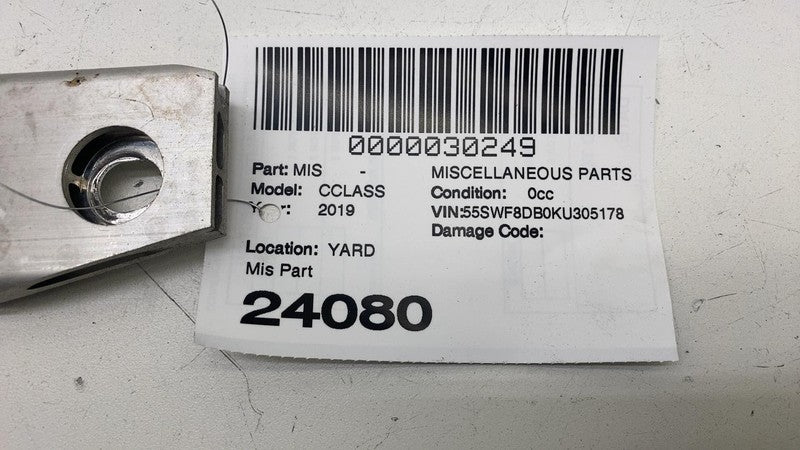 0000030249
Part: MIS - MISCELLANEOUS PARTS
Model: CCLASS Condition: 0cc
2019 VIN:55SWF8DB0KU305178
Damage Code:
Location: YARD
Mis Part
24080